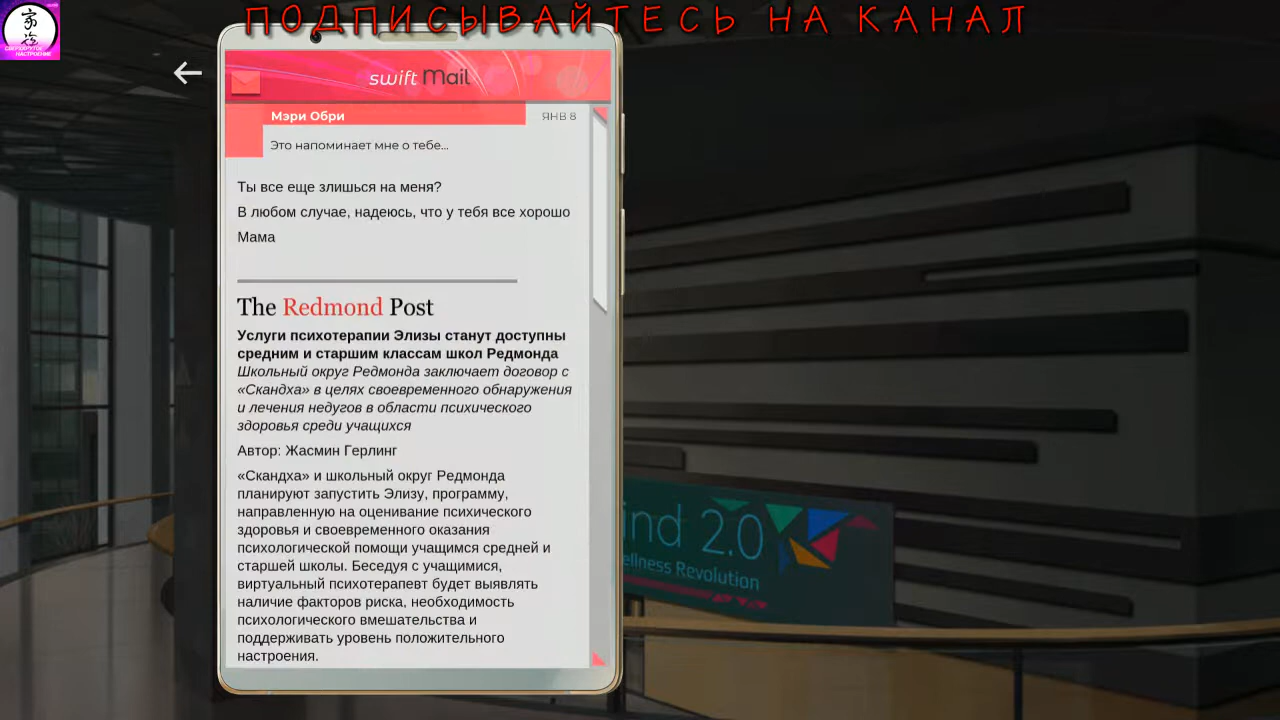 ПОДПИСЫВАЙТЕСЬ НА КАНАЛ
家
СВЕРХКРУТОЕ
НАСТРОЕНИЕ
swift Mail
Мэри Обри
ЯНВ 8
Это напоминает мне о тебе...
Ты все еще злишься на меня?
В любом случае, надеюсь, что у тебя все хорошо
Мама
The Redmond Post
Услуги психотерапии Элизы станут доступны
средним и старшим классам школ Редмонда
Школьный округ Редмонда заключает договор с
«Скандха» в целях своевременного обнаружения
и лечения недугов в области психического
здоровья среди учащихся
Автор: Жасмин Герлинг
«Скандха» и школьный округ Редмонда
планируют запустить Элизу, программу,
направленную на оценивание психического
здоровья и своевременного оказания
психологической помощи учащимся средней и
старшей школы. Беседуя с учащимися,
виртуальный психотерапевт будет выявлять
наличие факторов риска, необходимость
психологического вмешательства и
поддерживать уровень положительного
настроения.
ind 2.0
ellness Revolution